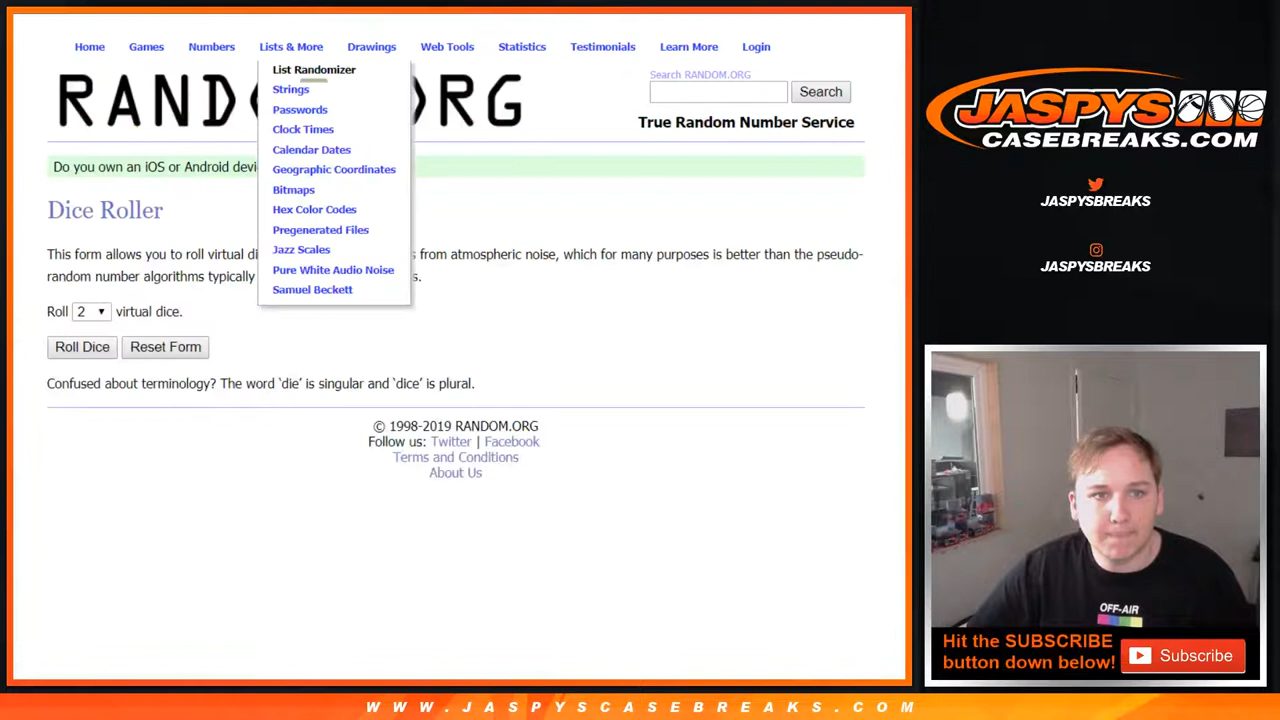 Home Games Numbers Lists & More Drawings Web Tools Statistics Testimonials Learn More Login
List Randomizer
Strings
Passwords
Clock Times
Calendar Dates
Geographic Coordinates
Bitmaps
Hex Color Codes
Pregenerated Files
Jazz Scales
Pure White Audio Noise
Samuel Beckett
RAND RG
Search RANDOM.ORG
Search
True Random Number Service
Do you own an iOS or Android devi
Dice Roller
This form allows you to roll virtual di s from atmospheric noise, which for many purposes is better than the pseudo-
random number algorithms typically s.
Roll 2 virtual dice.
Roll Dice Reset Form
Confused about terminology? The word ‘die’ is singular and ‘dice’ is plural.
© 1998-2019 RANDOM.ORG
Follow us: Twitter | Facebook
Terms and Conditions
About Us
JASPYS
CASEBREAKS.COM
JASPYSBREAKS
JASPYSBREAKS
OFF-AIR
Hit the SUBSCRIBE
button down below!
Subscribe
WWW.JASPYSCASEBREAKS.COM